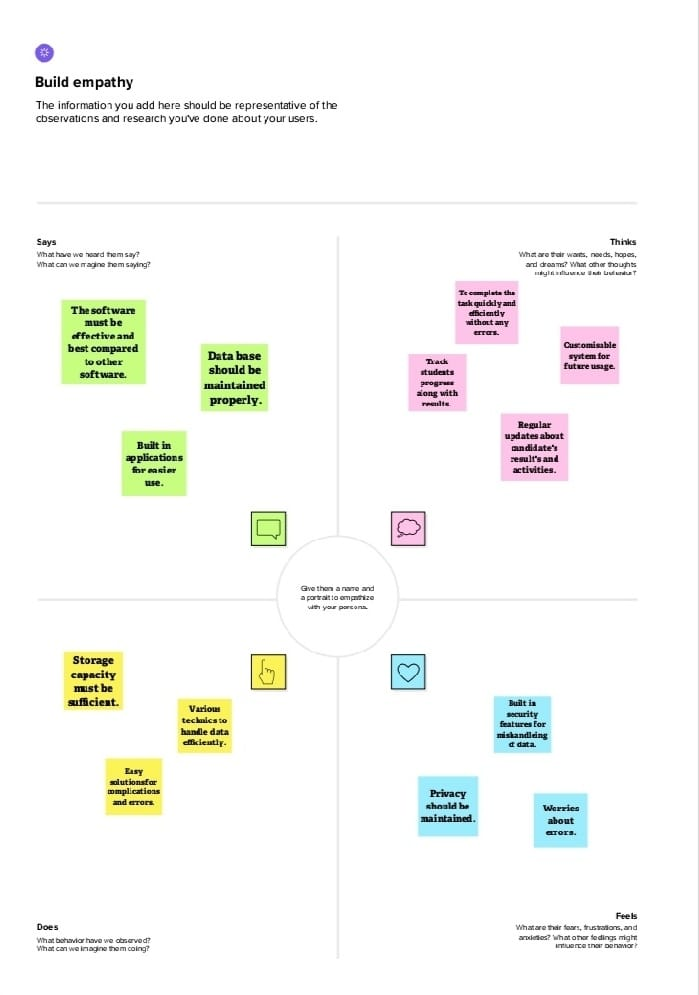 Build empathy
The information you add here should be representative of the
observations and research you've done about your users.
Says
What have we heard them say?
What can we imagine them saying?
Thinks
What are their wants, needs, hopes,
and dreams? What other thoughts
might influence their behavior?
The software
must be
effective and
best compared
to other
software.
Data base
should be
maintained
properly.
Built in
applications
for easier
use.
To complete the
task quickly and
efficiently
without any
errors.
Customisable
system for
future usage.
Track
students
progress
along with
results.
Regular
updates about
candidate's
result's and
activities.
Give them a name and
a portrait to empathize
with your persona.
Storage
capacity
must be
sufficient.
Various
technics to
handle data
efficiently.
Easy
solutions for
complications
and errors.
Built in
security
features for
miskandleing
of data.
Privacy
should be
maintained.
Worries
about
errors.
Does
What behavior have we observed?
What can we imagine them doing?
Feels
What are their fears, frustrations, and
anxieties? What other feelings might
influence their behavior?